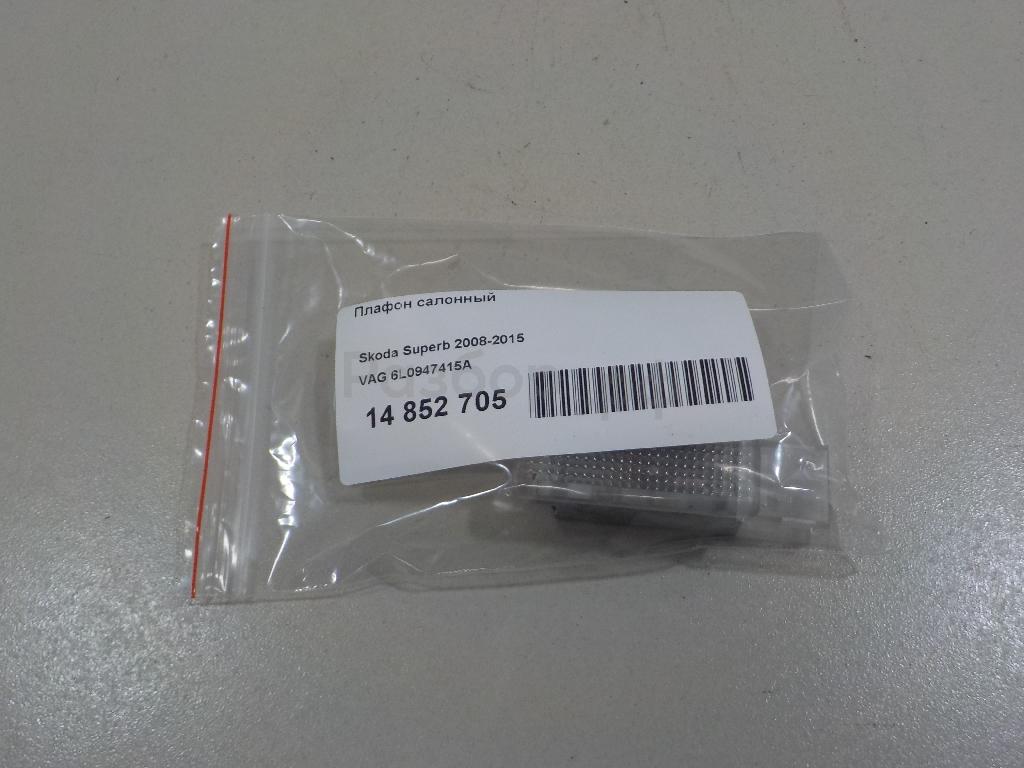 Плафон салонный
Skoda Superb 2008-2015
VAG 6L0947415A
14 852 705